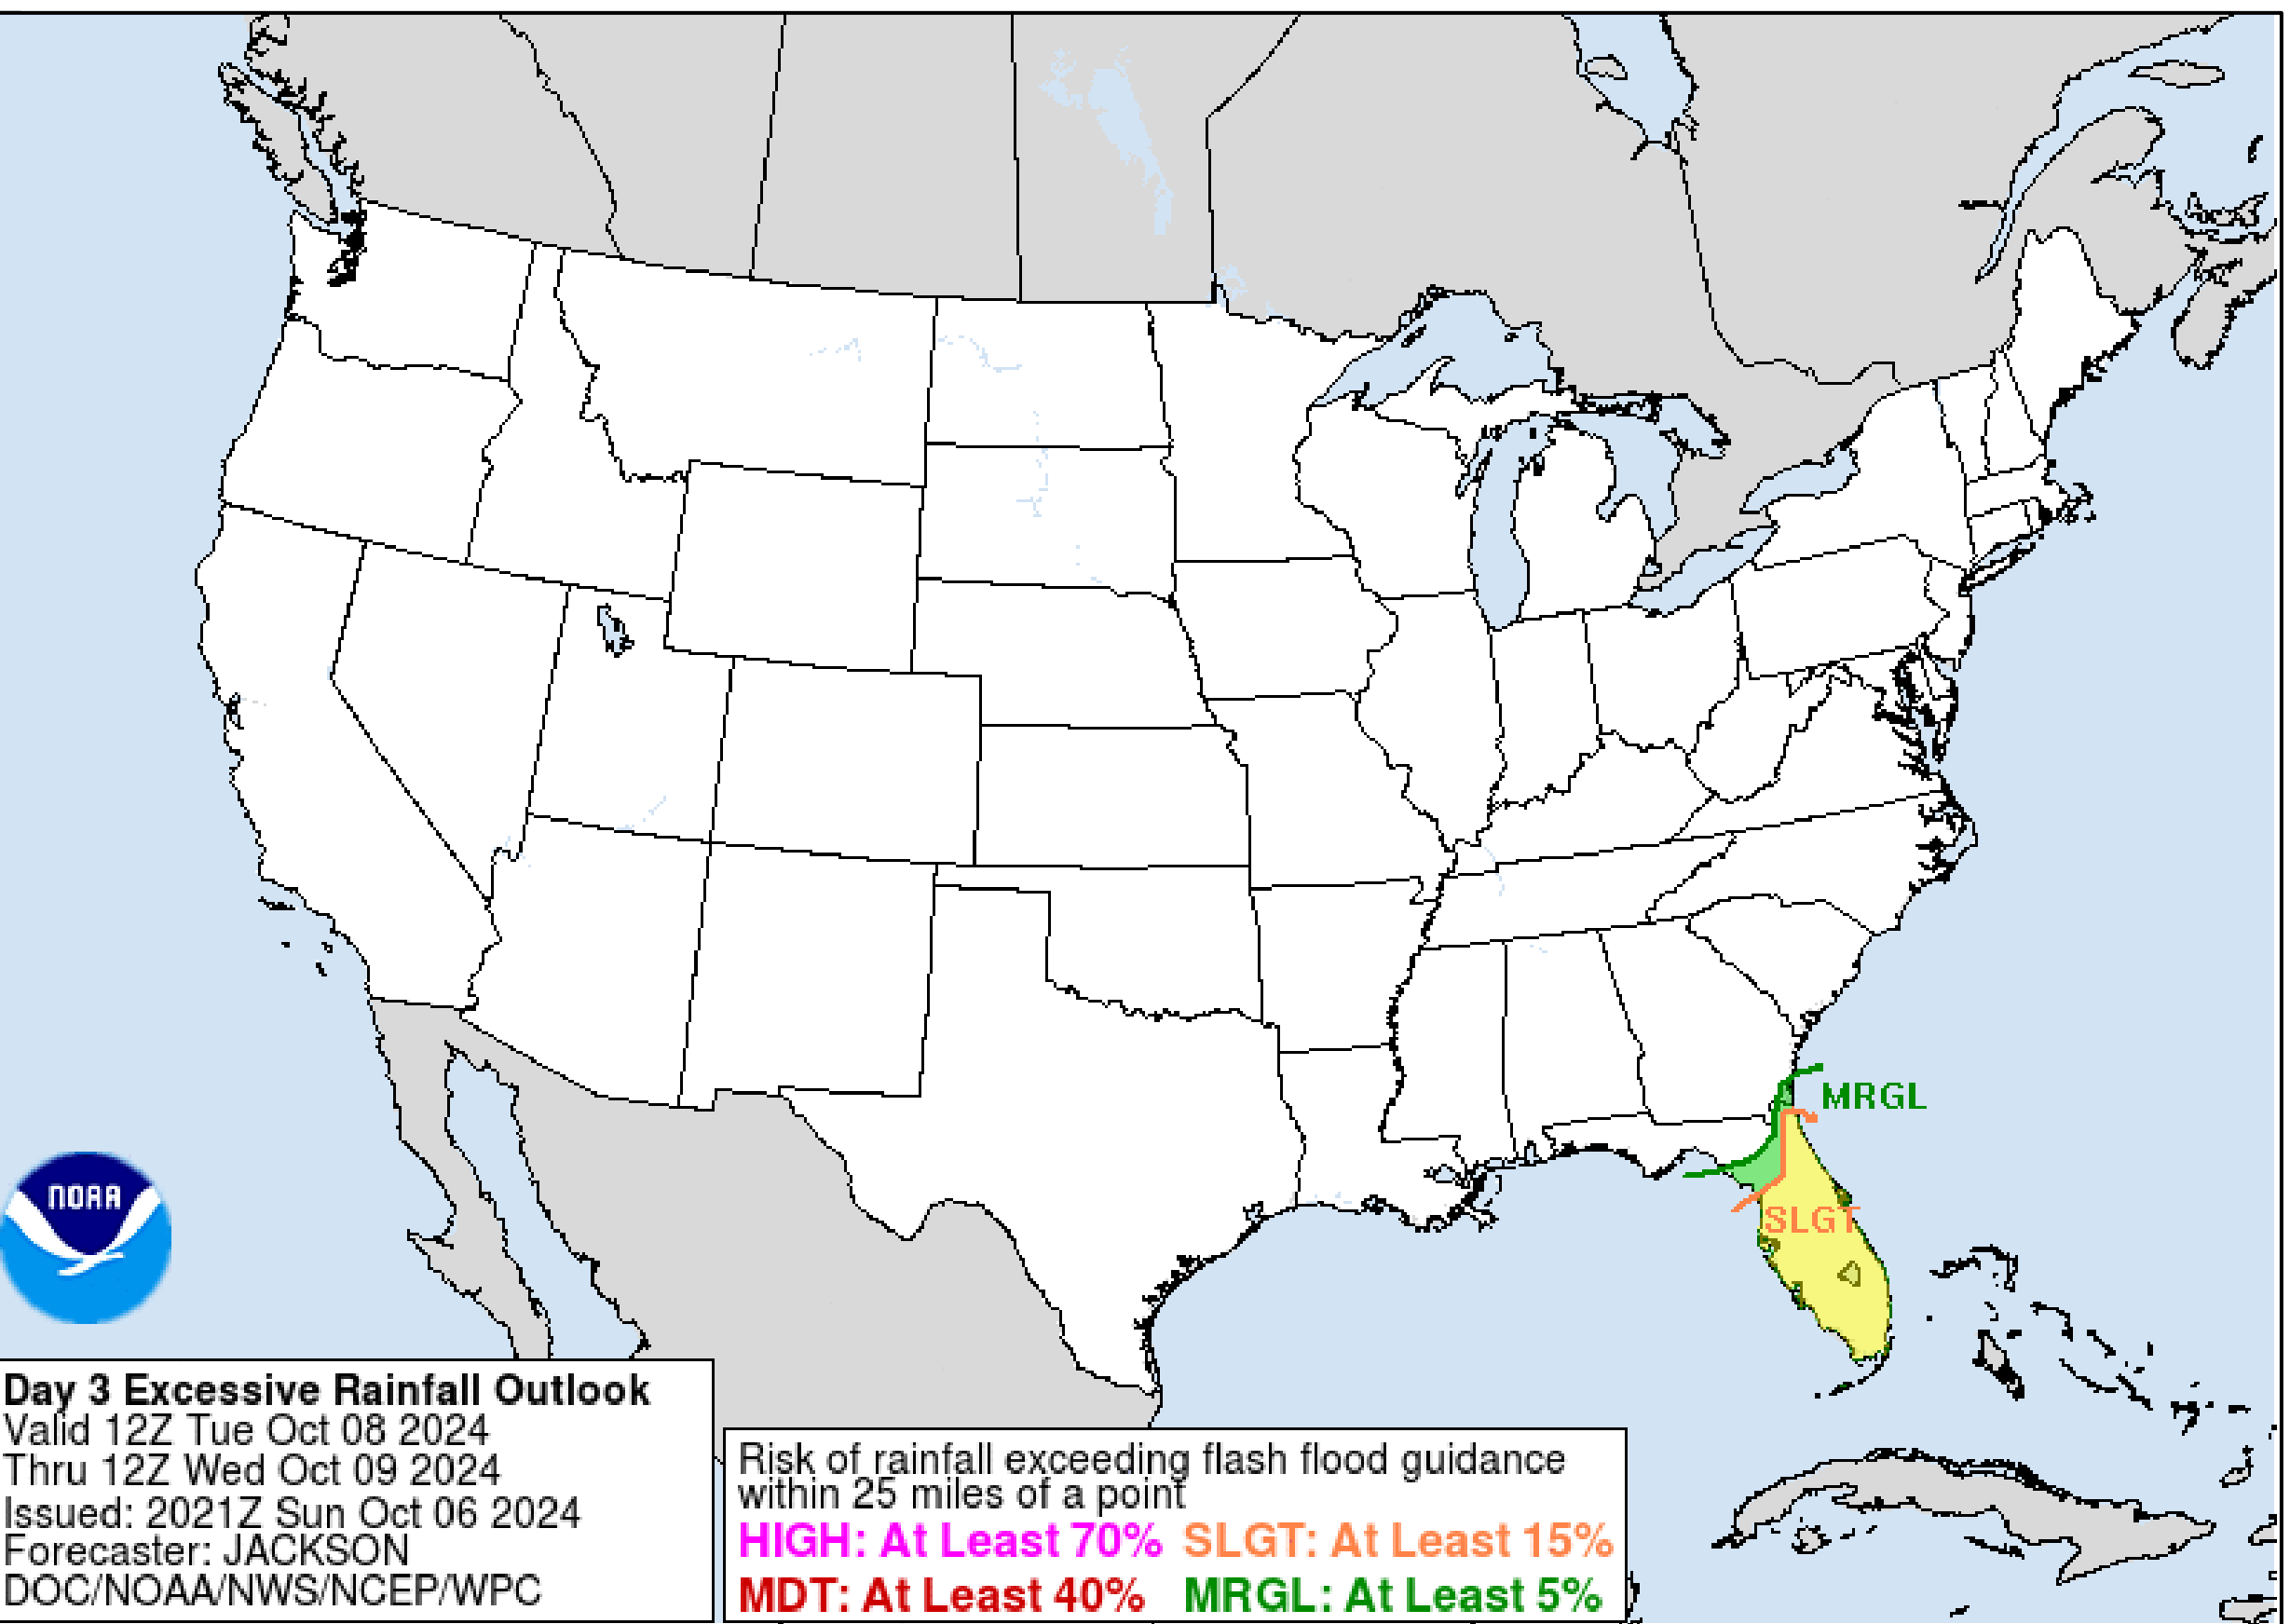 MRGL
SLGT
NOAA
Day 3 Excessive Rainfall Outlook
Valid 12Z Tue Oct 08 2024
Thru 12Z Wed Oct 09 2024
Issued: 2021Z Sun Oct 06 2024
Forecaster: JACKSON
DOC/NOAA/NWS/NCEP/WPC
Risk of rainfall exceeding flash flood guidance
within 25 miles of a point
HIGH: At Least 70% SLGT: At Least 15%
MDT: At Least 40% MRGL: At Least 5%